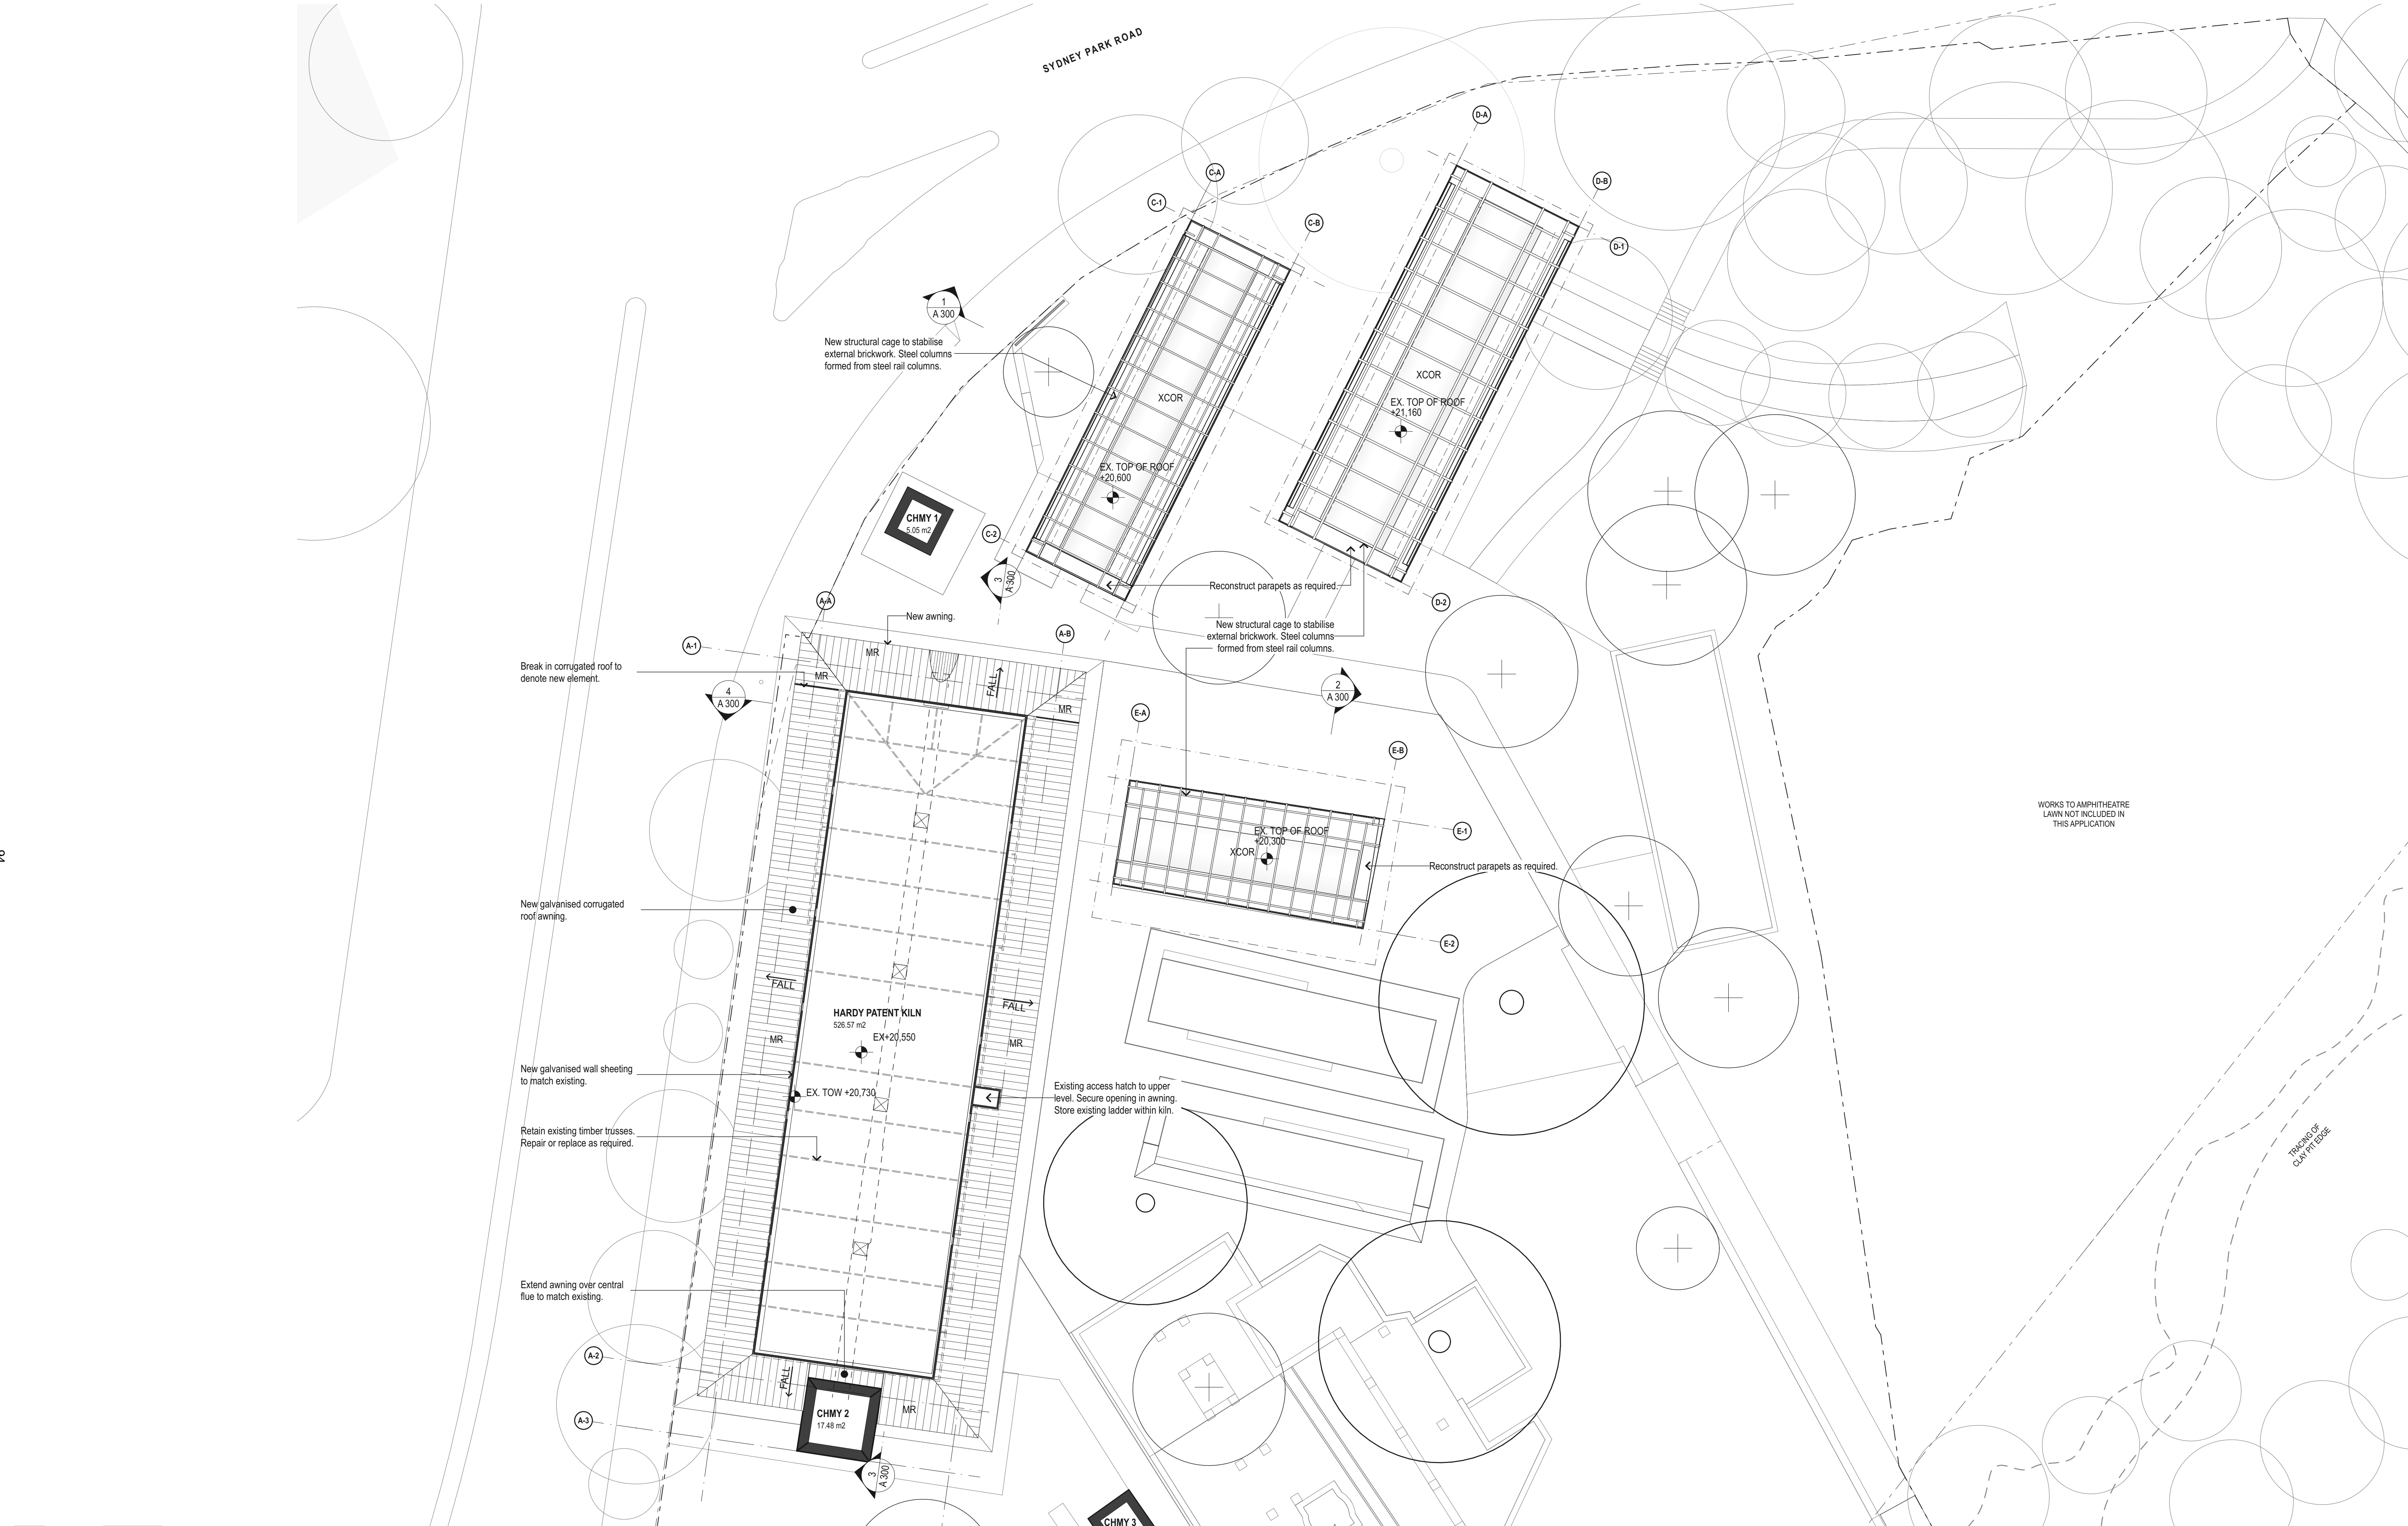 SYDNEY PARK ROAD
D-A
C-A
D-B
C-1
C-B
D-1
1
A 300
New structural cage to stabilise
external brickwork. Steel columns
formed from steel rail columns.
XCOR
XCOR
EX. TOP OF ROOF
+21,160
EX. TOP OF ROOF
+20,600
CHMY 1
5.05 m2
C-2
3
A 300
Reconstruct parapets as required.
D-2
A-A
New awning.
New structural cage to stabilise
external brickwork. Steel columns
formed from steel rail columns.
A-B
A-1
MR
Break in corrugated roof to
denote new element.
MR
FALL
4
A 300
2
A 300
MR
E-A
E-B
WORKS TO AMPHITHEATRE
LAWN NOT INCLUDED IN
THIS APPLICATION
EX. TOP OF ROOF
+20,300
XCOR
E-1
94
Reconstruct parapets as required.
New galvanised corrugated
roof awning.
E-2
FALL
FALL
HARDY PATENT KILN
526.57 m2
EX+20,550
MR
MR
New galvanised wall sheeting
to match existing.
EX. TOW +20,730
Existing access hatch to upper
level. Secure opening in awning.
Store existing ladder within kiln.
Retain existing timber trusses.
Repair or replace as required.
TRACING OF
CLAY PIT EDGE
Extend awning over central
flue to match existing.
A-2
FALL
MR
CHMY 2
17.48 m2
A-3
3
A 300
CHMY 3